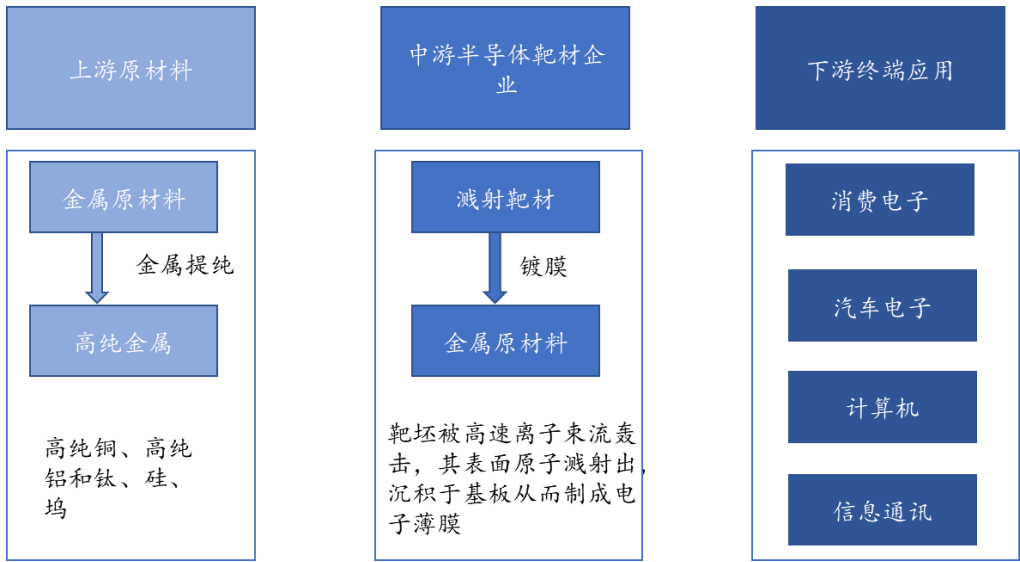 上游原材料
中游半导体靶材企
业
下游终端应用
金属原材料
金属提纯
高纯金属
高纯铜、高纯
铝和钛、硅、
坞
溅射靶材
镀膜
金属原材料
靶坯被高速离子束流轰
击，其表面原子溅射出，
沉积于基板从而制成电
子薄膜
消费电子
汽车电子
计算机
信息通讯